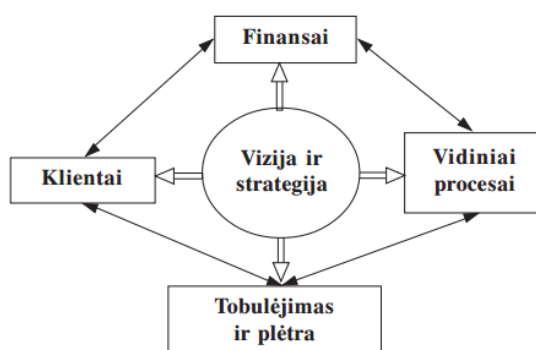 Finansai
Klientai
Vizija ir
strategija
Vidiniai
procesai
Tobulėjimas
ir plėtra